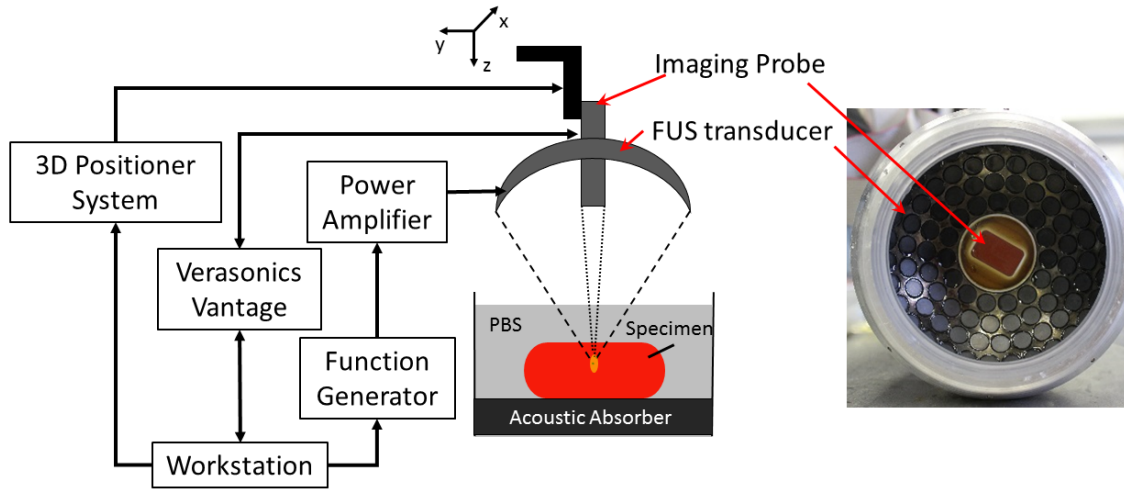 x
y
z
Imaging Probe
FUS transducer
3D Positioner
System
Power
Amplifier
Verasonics
Vantage
PBS
Specimen
Function
Generator
Acoustic Absorber
Workstation